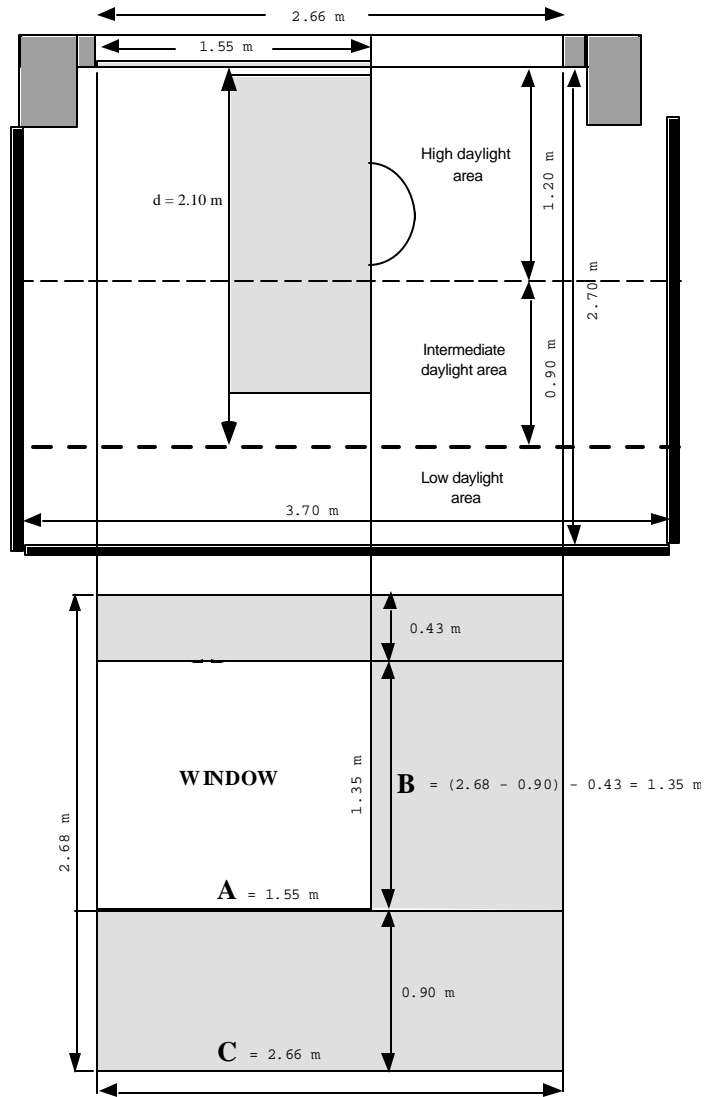 2.66 m
1.55 m
High daylight
area
1.20 m
d = 2.10 m
2.70 m
Intermediate
daylight area
0.90 m
Low daylight
area
3.70 m
0.43 m
WINDOW
1.35 m
B = (2.68 - 0.90) - 0.43 = 1.35 m
2.68 m
A = 1.55 m
0.90 m
C = 2.66 m